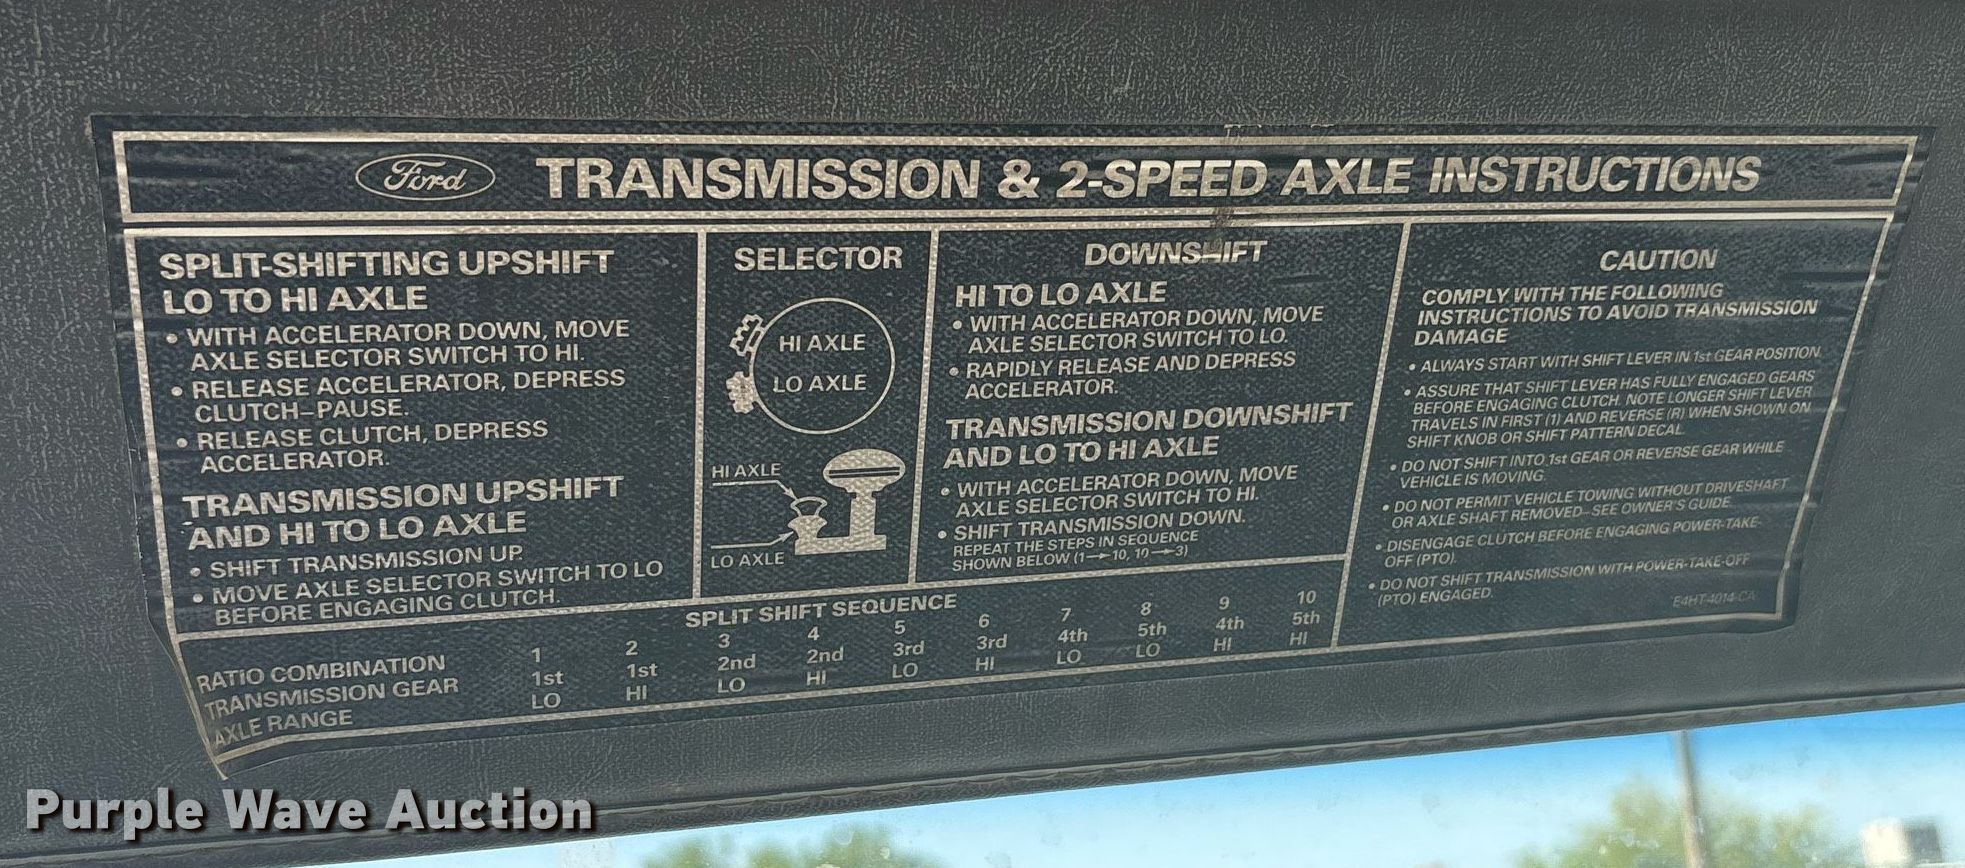 Ford TRANSMISSION & 2-SPEED AXLE INSTRUCTIONS
SPLIT-SHIFTING UPSHIFT
LO TO HI AXLE
• WITH ACCELERATOR DOWN, MOVE
AXLE SELECTOR SWITCH TO HI.
• RELEASE ACCELERATOR, DEPRESS
CLUTCH–PAUSE.
• RELEASE CLUTCH, DEPRESS
ACCELERATOR.
TRANSMISSION UPSHIFT
AND HI TO LO AXLE
• SHIFT TRANSMISSION UP.
• MOVE AXLE SELECTOR SWITCH TO LO
BEFORE ENGAGING CLUTCH.
SELECTOR
HI AXLE
LO AXLE
HI AXLE
LO AXLE
DOWNSHIFT
HI TO LO AXLE
• WITH ACCELERATOR DOWN, MOVE
AXLE SELECTOR SWITCH TO LO.
• RAPIDLY RELEASE AND DEPRESS
ACCELERATOR.
TRANSMISSION DOWNSHIFT
AND LO TO HI AXLE
• WITH ACCELERATOR DOWN, MOVE
AXLE SELECTOR SWITCH TO HI.
• SHIFT TRANSMISSION DOWN.
REPEAT THE STEPS IN SEQUENCE
SHOWN BELOW (1→10, 10→3)
CAUTION
COMPLY WITH THE FOLLOWING
INSTRUCTIONS TO AVOID TRANSMISSION
DAMAGE
• ALWAYS START WITH SHIFT LEVER IN 1st GEAR POSITION.
• ASSURE THAT SHIFT LEVER HAS FULLY ENGAGED GEARS
BEFORE ENGAGING CLUTCH. NOTE LONGER SHIFT LEVER
TRAVELS IN FIRST (1) AND REVERSE (R) WHEN SHOWN ON
SHIFT KNOB OR SHIFT PATTERN DECAL.
• DO NOT SHIFT INTO 1st GEAR OR REVERSE GEAR WHILE
VEHICLE IS MOVING.
• DO NOT PERMIT VEHICLE TOWING WITHOUT DRIVESHAFT
OR AXLE SHAFT REMOVED–SEE OWNER'S GUIDE.
• DISENGAGE CLUTCH BEFORE ENGAGING POWER-TAKE-
OFF (PTO).
• DO NOT SHIFT TRANSMISSION WITH POWER-TAKE-OFF
(PTO) ENGAGED.
E4HT-4014-CA
SPLIT SHIFT SEQUENCE
RATIO COMBINATION 1 2 3 4 5 6 7 8 9 10
TRANSMISSION GEAR 1st 1st 2nd 2nd 3rd 3rd 4th 5th 4th 5th
AXLE RANGE LO HI LO HI LO HI LO LO HI HI
Purple Wave Auction